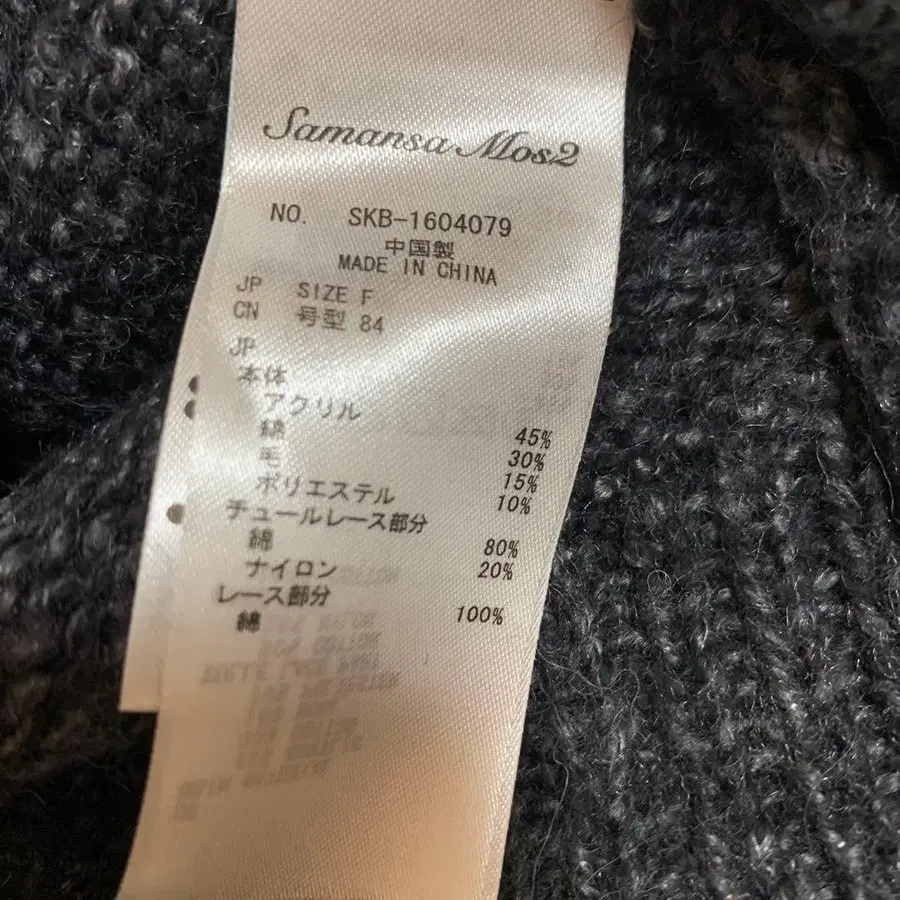 Samansa Mos2
NO. SKB-1604079
中国製
MADE IN CHINA
JP SIZE F
CN 号型 84
JP
本体
アクリル 45%
綿 30%
毛 15%
ポリエステル 10%
チュールレース部分
綿 80%
ナイロン 20%
レース部分
綿 100%